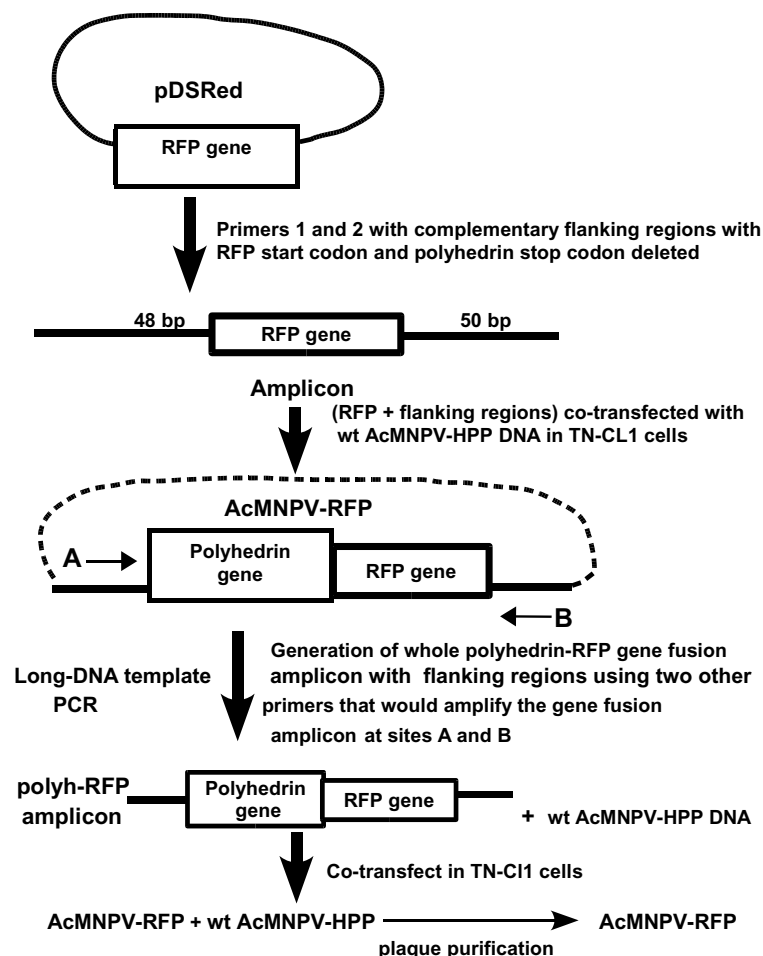 pDSRed
RFP gene
Primers 1 and 2 with complementary flanking regions with
RFP start codon and polyhedrin stop codon deleted
48 bp
RFP gene
50 bp
Amplicon
(RFP + flanking regions) co-transfected with
wt AcMNPV-HPP DNA in TN-CL1 cells
AcMNPV-RFP
A
Polyhedrin
gene
RFP gene
B
Long-DNA template
PCR
Generation of whole polyhedrin-RFP gene fusion
amplicon with flanking regions using two other
primers that would amplify the gene fusion
amplicon at sites A and B
polyh-RFP
amplicon
Polyhedrin
gene
RFP gene
+ wt AcMNPV-HPP DNA
Co-transfect in TN-Cl1 cells
AcMNPV-RFP + wt AcMNPV-HPP
AcMNPV-RFP
plaque purification